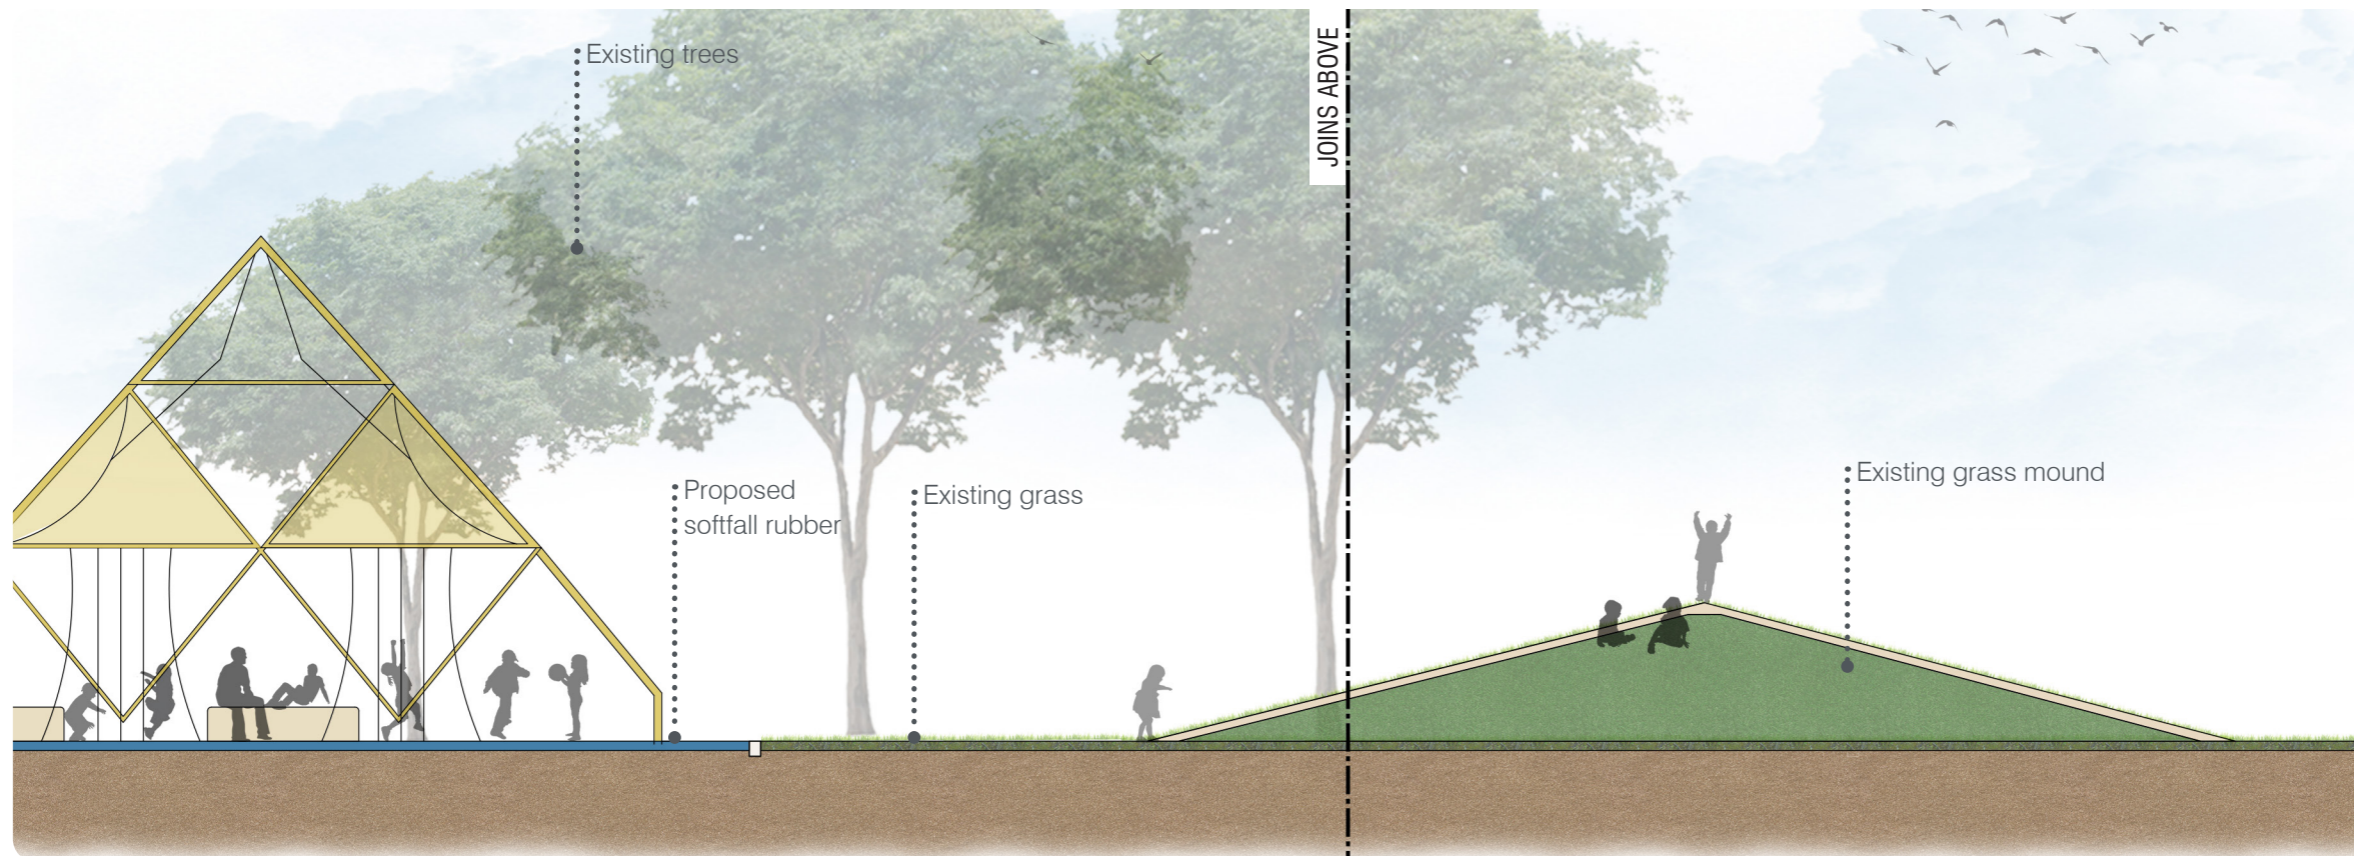 Existing trees
JOINS ABOVE
Proposed
softfall rubber
Existing grass
Existing grass mound